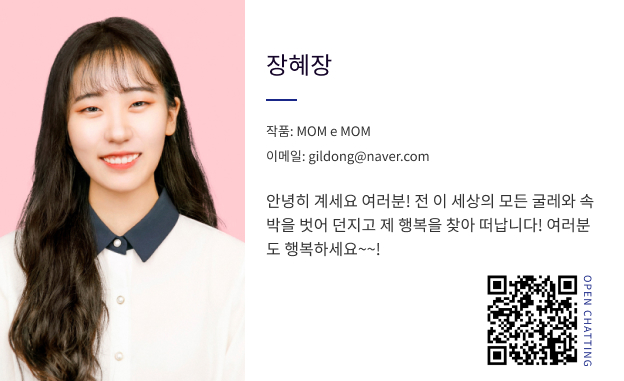 장혜장
작품: MOM e MOM
이메일: gildong@naver.com
안녕히 계세요 여러분! 전 이 세상의 모든 굴레와 속
박을 벗어 던지고 제 행복을 찾아 떠납니다! 여러분
도 행복하세요~~!
OPEN CHATTING